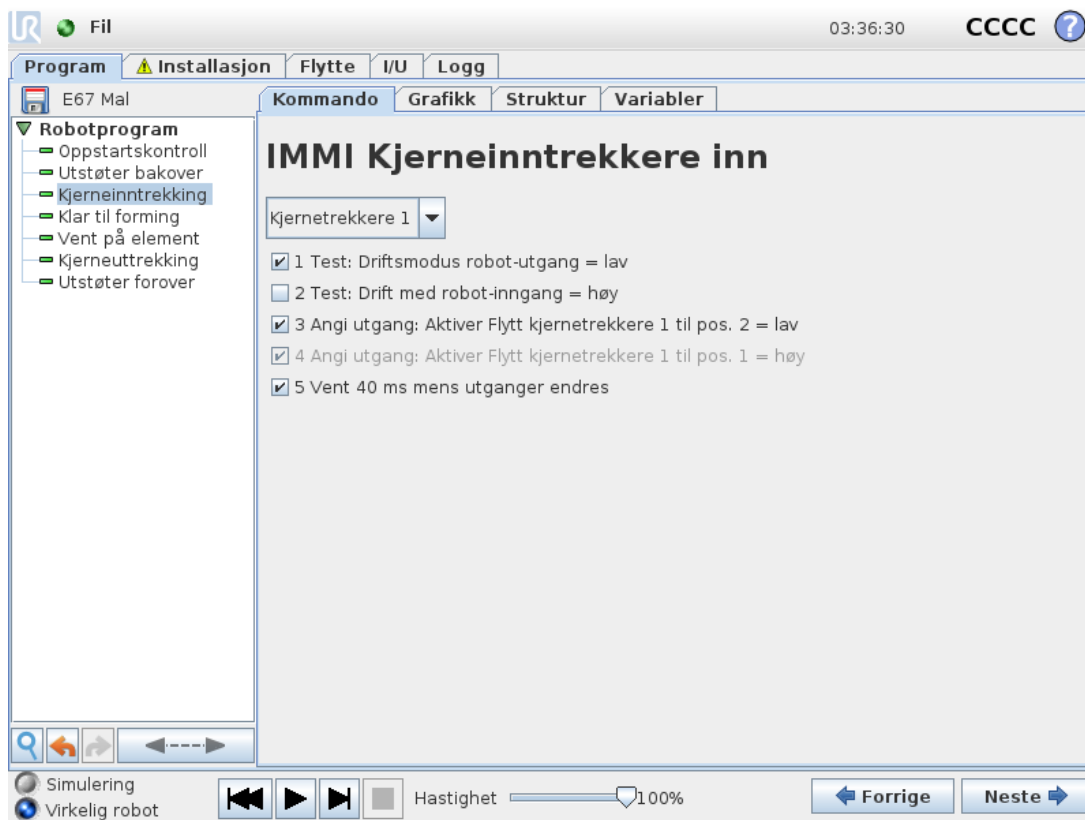 UR Fil 03:36:30 CCCC ?
Program Installasjon Flytte I/U Logg
E67 Mal
Kommando Grafikk Struktur Variabler
Robotprogram
Oppstartskontroll
Utstøter bakover
Kjerneinntrekking
Klar til forming
Vent på element
Kjerneuttrekking
Utstøter forover
IMMI Kjerneinntrekkere inn
Kjernetrekkere 1
1 Test: Driftsmodus robot-utgang = lav
2 Test: Drift med robot-inngang = høy
3 Angi utgang: Aktiver Flytt kjernetrekkere 1 til pos. 2 = lav
4 Angi utgang: Aktiver Flytt kjernetrekkere 1 til pos. 1 = høy
5 Vent 40 ms mens utganger endres
Simulering
Virkelig robot
Hastighet 100%
Forrige Neste